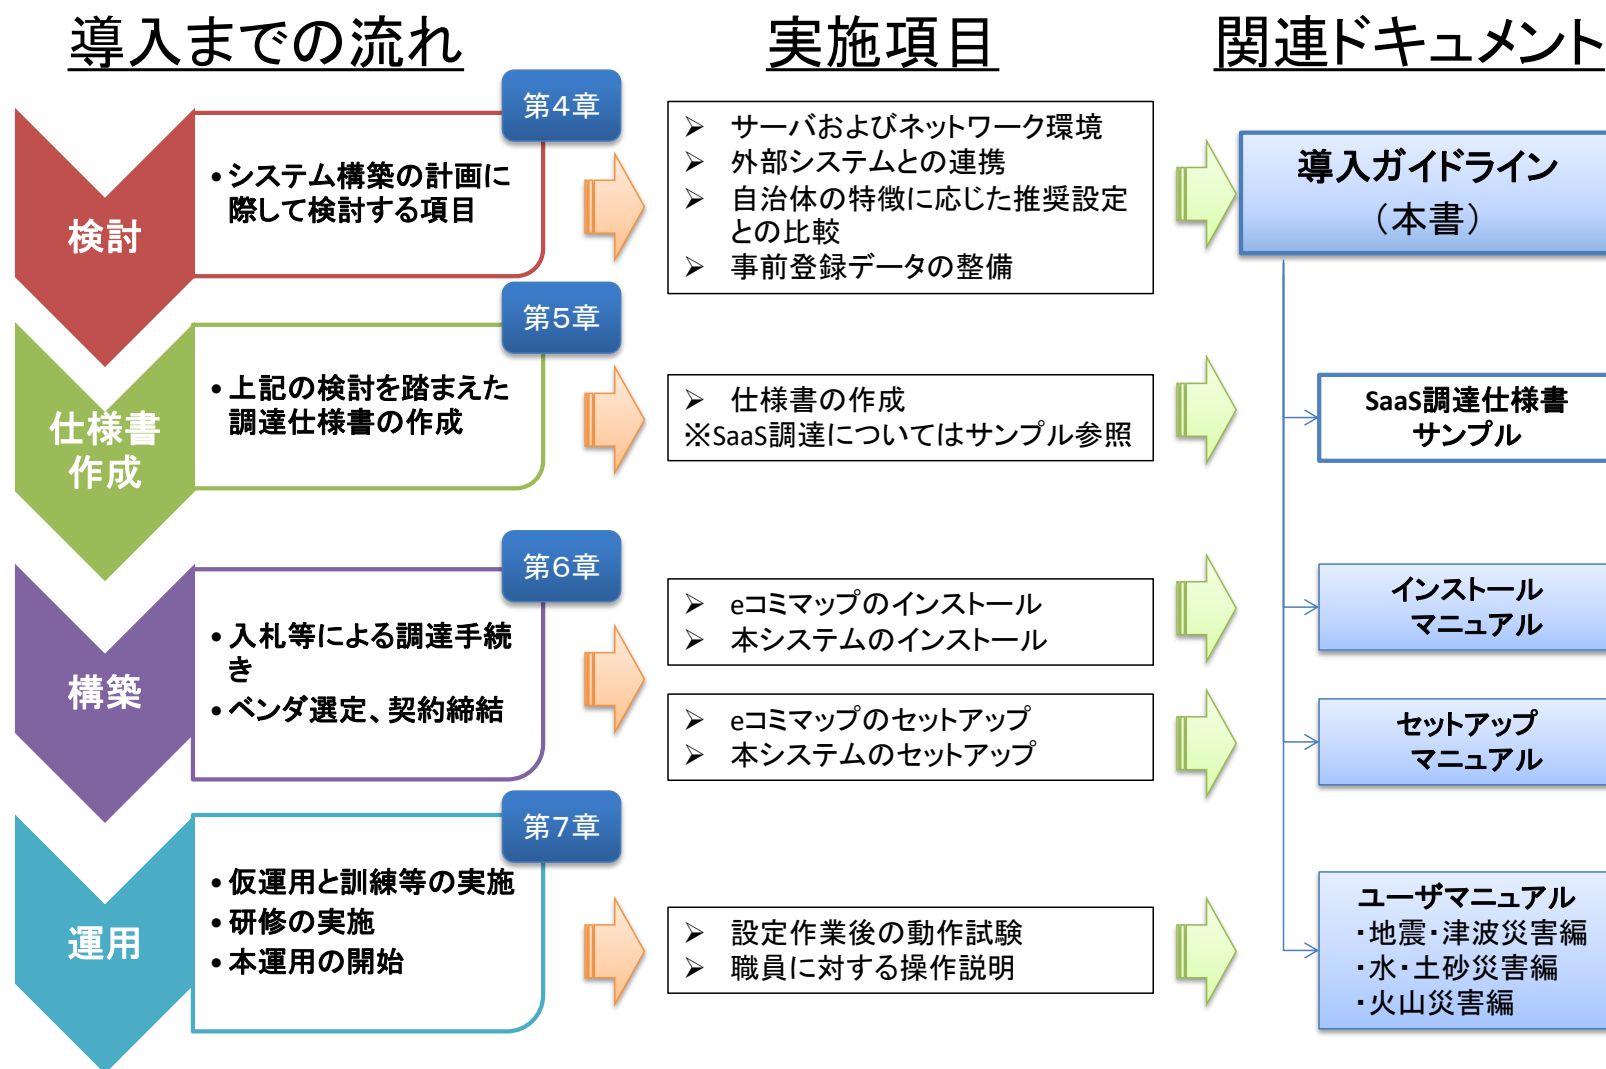 導入までの流れ
実施項目
関連ドキュメント
検討
第4章
•システム構築の計画に
際して検討する項目
➢ サーバおよびネットワーク環境
➢ 外部システムとの連携
➢ 自治体の特徴に応じた推奨設定
との比較
➢ 事前登録データの整備
導入ガイドライン
（本書）
仕様書
作成
第5章
•上記の検討を踏まえた
調達仕様書の作成
➢ 仕様書の作成
※SaaS調達についてはサンプル参照
SaaS調達仕様書
サンプル
構築
第6章
•入札等による調達手続
き
•ベンダ選定、契約締結
➢ eコミマップのインストール
➢ 本システムのインストール
インストール
マニュアル
➢ eコミマップのセットアップ
➢ 本システムのセットアップ
セットアップ
マニュアル
運用
第7章
•仮運用と訓練等の実施
•研修の実施
•本運用の開始
➢ 設定作業後の動作試験
➢ 職員に対する操作説明
ユーザマニュアル
・地震・津波災害編
・水・土砂災害編
・火山災害編